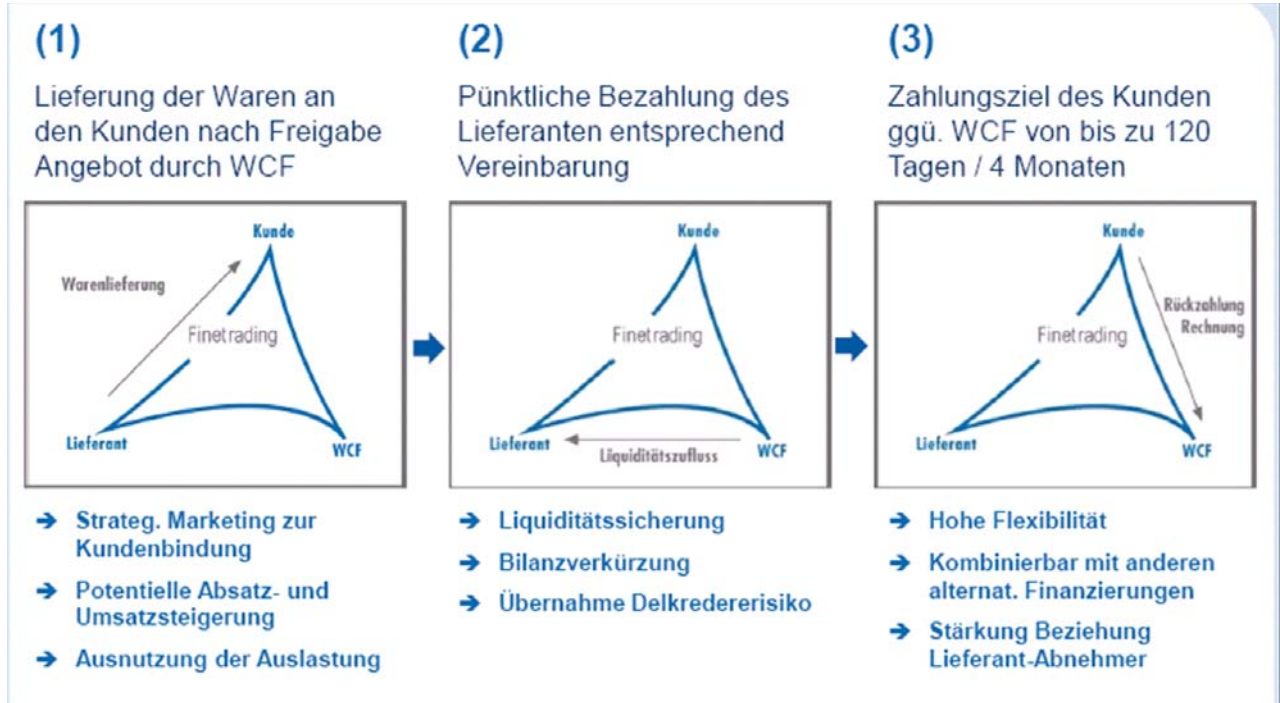 (1)
Lieferung der Waren an
den Kunden nach Freigabe
Angebot durch WCF
Kunde
Warenlieferung
Finetrading
Lieferant
WCF
➔ Strateg. Marketing zur
Kundenbindung
➔ Potentielle Absatz- und
Umsatzsteigerung
➔ Ausnutzung der Auslastung
(2)
Pünktliche Bezahlung des
Lieferanten entsprechend
Vereinbarung
Kunde
Finetrading
Lieferant
WCF
Liquiditätszufluss
➔ Liquiditätssicherung
➔ Bilanzverkürzung
➔ Übernahme Delkredererisiko
(3)
Zahlungsziel des Kunden
ggü. WCF von bis zu 120
Tagen / 4 Monaten
Kunde
Rückzahlung
Rechnung
Finetrading
Lieferant
WCF
➔ Hohe Flexibilität
➔ Kombinierbar mit anderen
alternat. Finanzierungen
➔ Stärkung Beziehung
Lieferant-Abnehmer